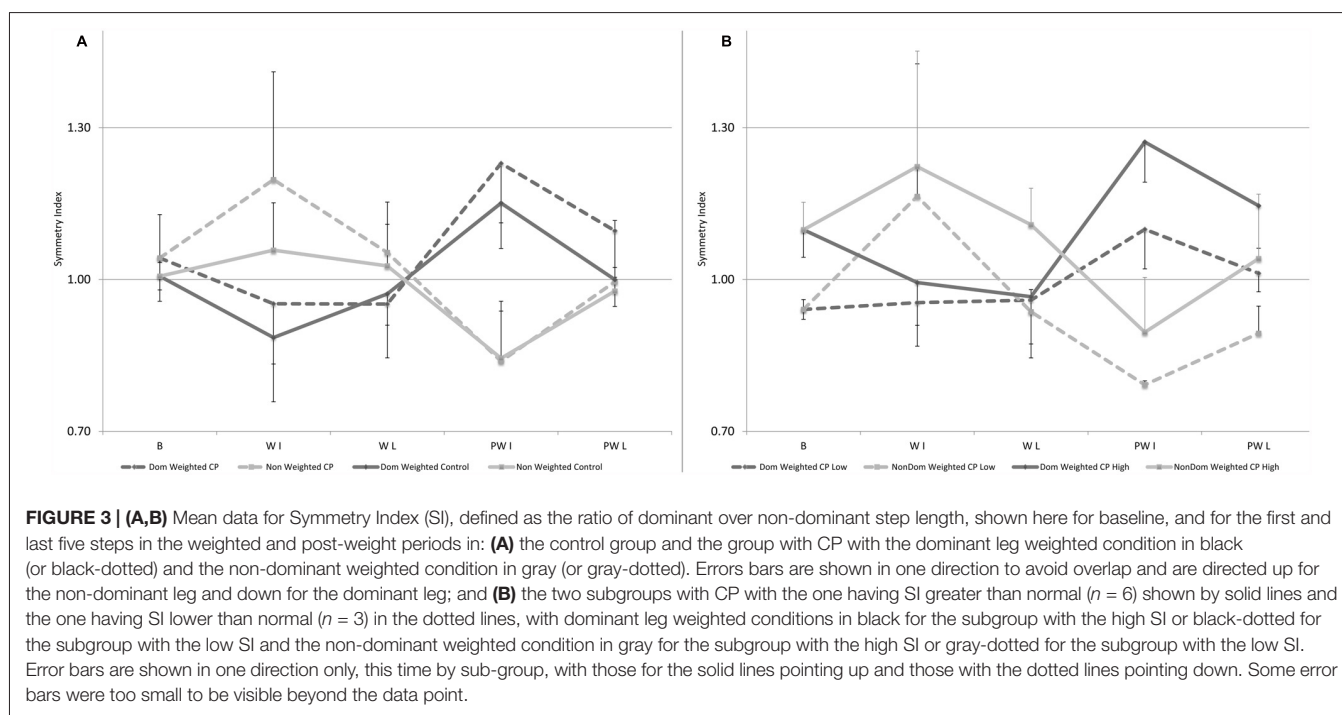 A
B
1.30
1.30
Symmetry Index
Symmetry Index
1.00
1.00
0.70
0.70
B W I W L PW I PW L
B W I W L PW I PW L
Dom Weighted CP Non Weighted CP Dom Weighted Control Non Weighted Control
Dom Weighted CP Low NonDom Weighted CP Low Dom Weighted CP High NonDom Weighted CP High
FIGURE 3 | (A,B) Mean data for Symmetry Index (SI), defined as the ratio of dominant over non-dominant step length, shown here for baseline, and for the first and
last five steps in the weighted and post-weight periods in: (A) the control group and the group with CP with the dominant leg weighted condition in black
(or black-dotted) and the non-dominant weighted condition in gray (or gray-dotted). Errors bars are shown in one direction to avoid overlap and are directed up for
the non-dominant leg and down for the dominant leg; and (B) the two subgroups with CP with the one having SI greater than normal (n = 6) shown by solid lines and
the one having SI lower than normal (n = 3) in the dotted lines, with dominant leg weighted conditions in black for the subgroup with the high SI or black-dotted for
the subgroup with the low SI and the non-dominant weighted condition in gray for the subgroup with the high SI or gray-dotted for the subgroup with the low SI.
Error bars are shown in one direction only, this time by sub-group, with those for the solid lines pointing up and those with the dotted lines pointing down. Some error
bars were too small to be visible beyond the data point.